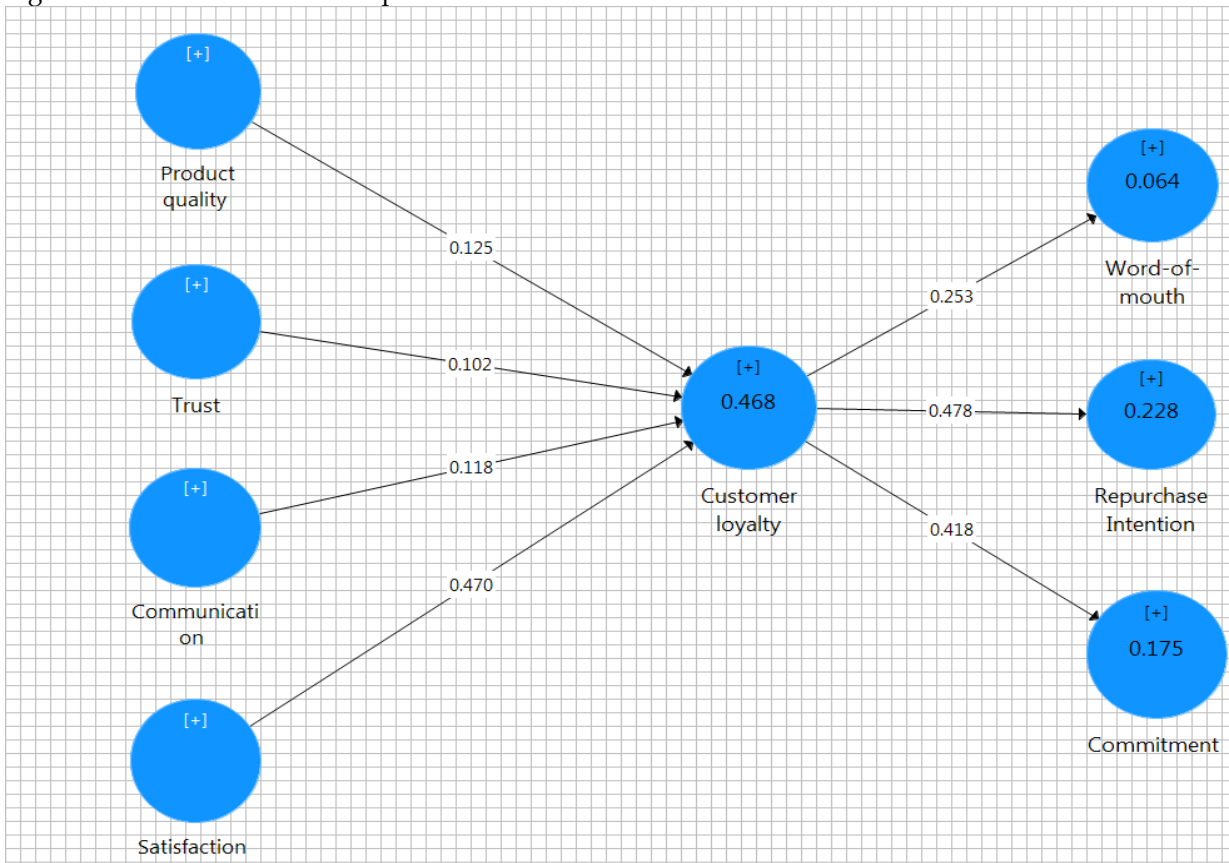 [+]
Product
quality
[+]
Trust
[+]
Communicati
on
[+]
Satisfaction
0.125
0.102
0.118
0.470
[+]
0.468
Customer
loyalty
0.253
0.478
0.418
[+]
0.064
Word-of-
mouth
[+]
0.228
Repurchase
Intention
[+]
0.175
Commitment